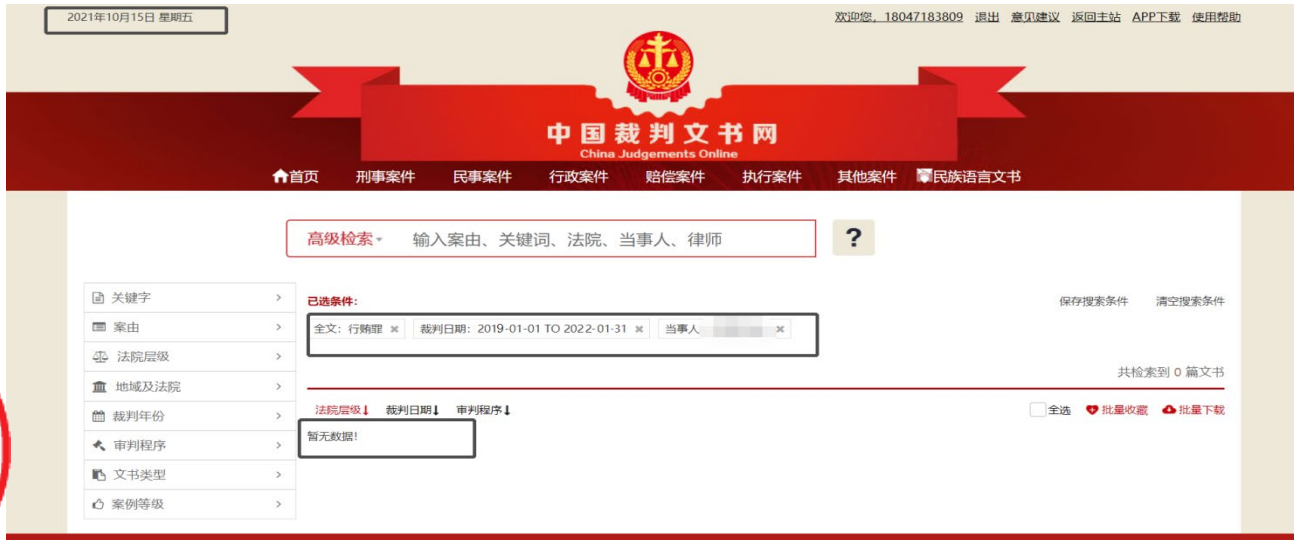 2021年10月15日 星期五
欢迎您，18047183809 退出 意见建议 返回主站 APP下载 使用帮助
中国裁判文书网
China Judgements Online
首页 刑事案件 民事案件 行政案件 赔偿案件 执行案件 其他案件 民族语言文书
高级检索 输入案由、关键词、法院、当事人、律师 ?
关键字
案由
法院层级
地域及法院
裁判年份
审判程序
文书类型
案例等级
已选条件: 保存搜索条件 清空搜索条件
全文: 行贿罪 × 裁判日期: 2019-01-01 TO 2022-01-31 × 当事人 ×
共检索到 0 篇文书
法院层级↓ 裁判日期↓ 审判程序↓ 全选 批量收藏 批量下载
暂无数据!